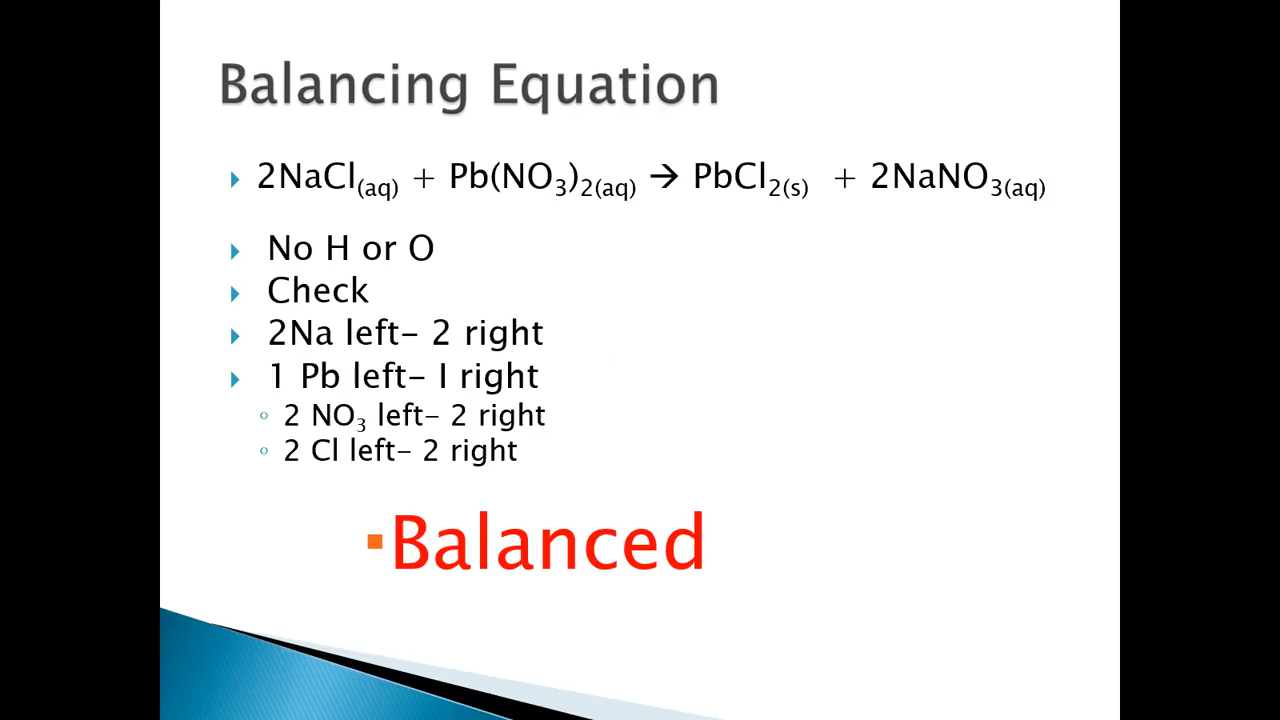 Balancing Equation
2NaCl(aq) + Pb(NO3)2(aq) → PbCl2(s) + 2NaNO3(aq)
No H or O
Check
2Na left- 2 right
1 Pb left- I right
2 NO3 left- 2 right
2 Cl left- 2 right
Balanced